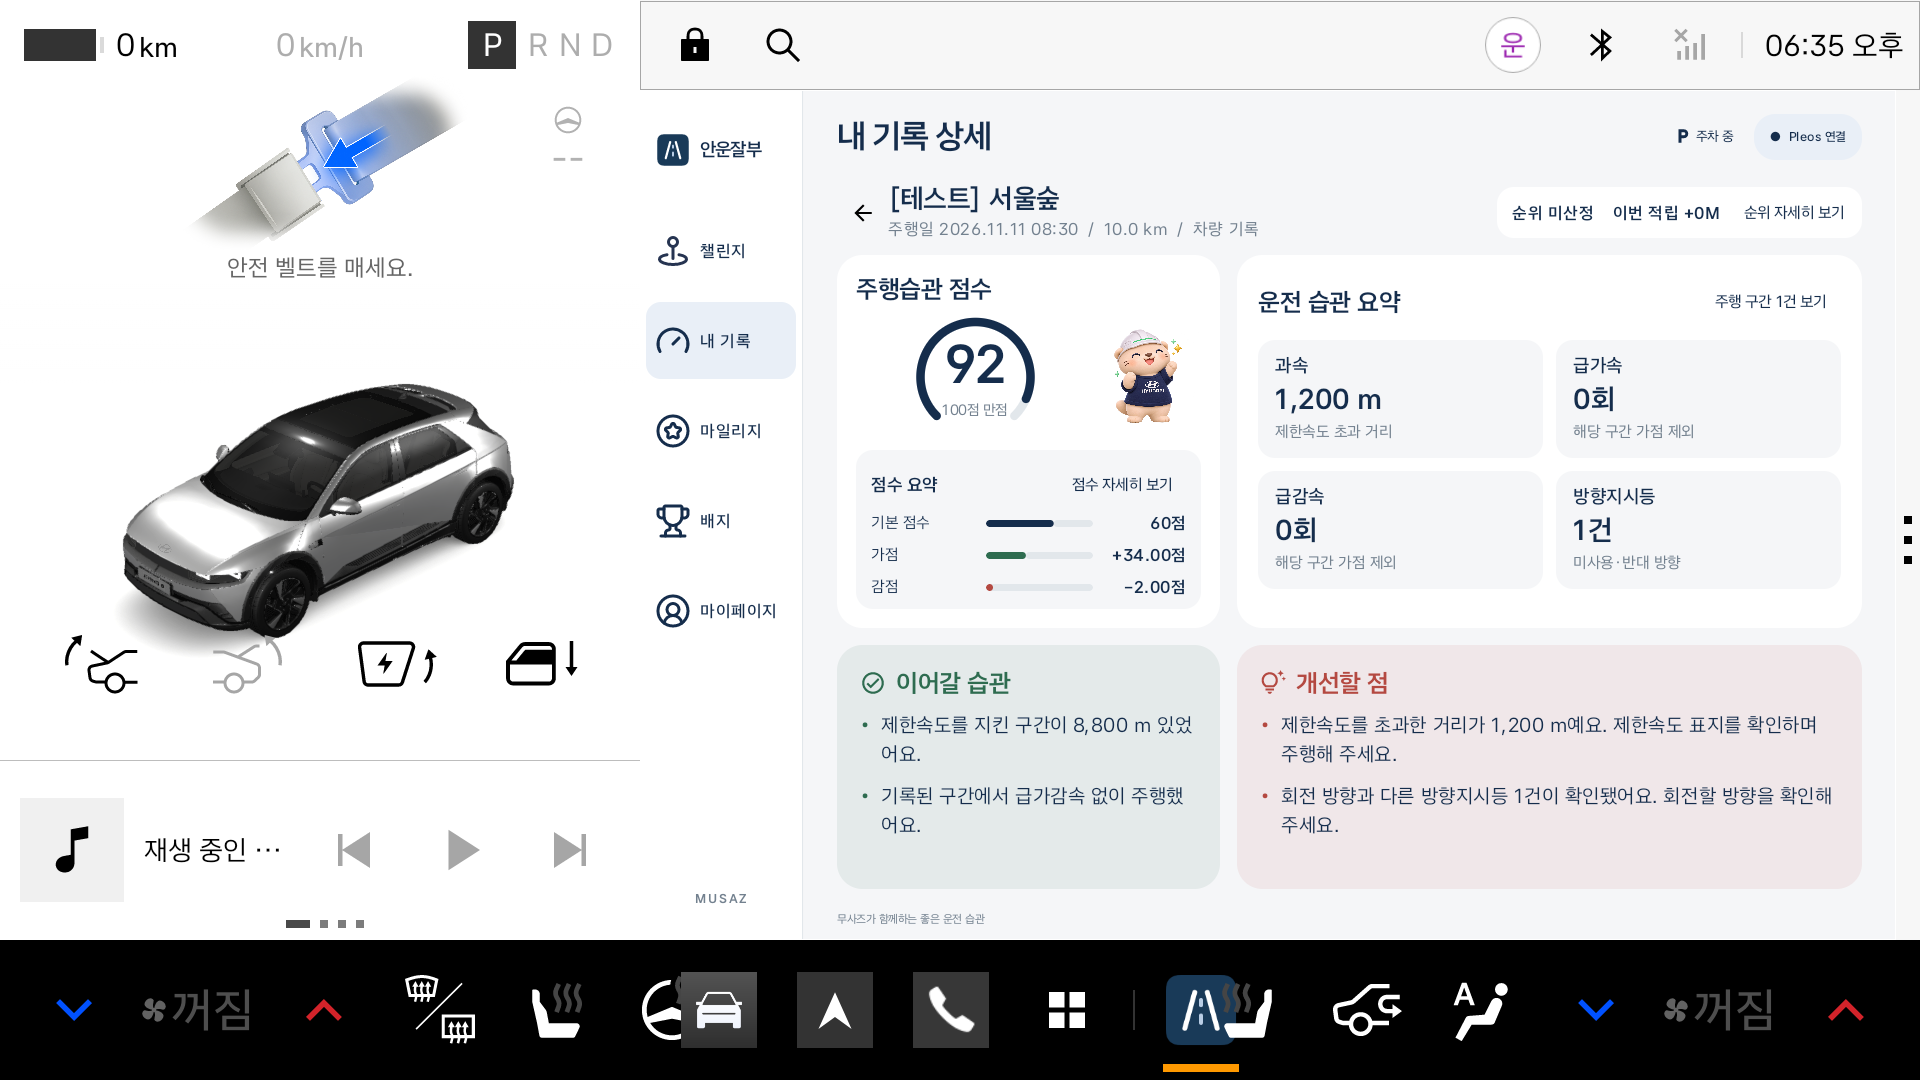 0 km
0 km/h
P R N D
운
06:35 오후
안전 벨트를 매세요.
재생 중인 ⋯
안운잘부
챌린지
내 기록
마일리지
배지
마이페이지
MUSAZ
내 기록 상세
P 주차 중
Pleos 연결
[테스트] 서울숲
주행일 2026.11.11 08:30 / 10.0 km / 차량 기록
순위 미산정 이번 적립 +0M 순위 자세히 보기
주행습관 점수
92
100점 만점
HYUNDAI
점수 요약 점수 자세히 보기
기본 점수 60점
가점 +34.00점
감점 −2.00점
운전 습관 요약
주행 구간 1건 보기
과속
1,200 m
제한속도 초과 거리
급가속
0회
해당 구간 가점 제외
급감속
0회
해당 구간 가점 제외
방향지시등
1건
미사용·반대 방향
이어갈 습관
• 제한속도를 지킨 구간이 8,800 m 있었
어요.
• 기록된 구간에서 급가감속 없이 주행했
어요.
개선할 점
• 제한속도를 초과한 거리가 1,200 m예요. 제한속도 표지를 확인하며
주행해 주세요.
• 회전 방향과 다른 방향지시등 1건이 확인됐어요. 회전할 방향을 확인해
주세요.
무사즈가 함께하는 좋은 운전 습관
꺼짐
A
꺼짐